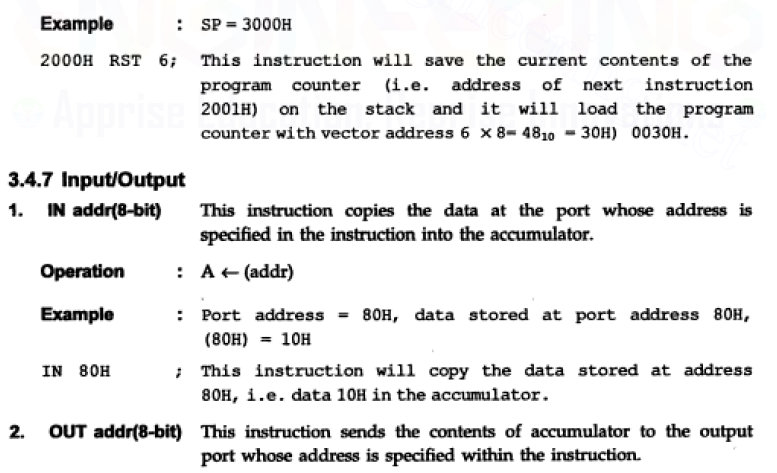 Example : SP = 3000H
2000H RST 6; This instruction will save the current contents of the
program counter (i.e. address of next instruction
2001H) on the stack and it will load the program
counter with vector address 6 × 8= 48₁₀ = 30H) 0030H.
3.4.7 Input/Output
1. IN addr(8-bit) This instruction copies the data at the port whose address is
specified in the instruction into the accumulator.
Operation : A ← (addr)
Example : Port address = 80H, data stored at port address 80H,
(80H) = 10H
IN 80H ; This instruction will copy the data stored at address
80H, i.e. data 10H in the accumulator.
2. OUT addr(8-bit) This instruction sends the contents of accumulator to the output
port whose address is specified within the instruction.